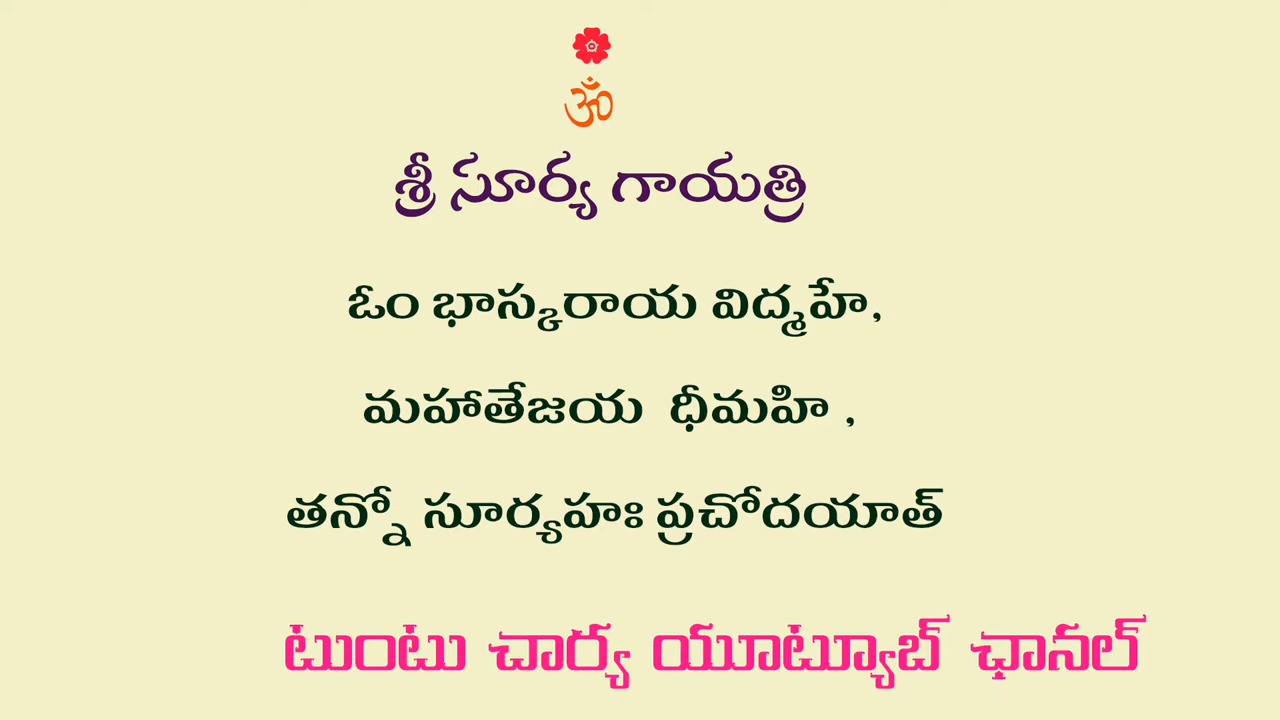 ॐ
శ్రీ సూర్య గాయత్రి
ఓం భాస్కరాయ విద్మహే,
మహాతేజయ ధీమహి ,
తన్నో సూర్యహః ప్రచోదయాత్
టుంటు చార్య యూట్యూబ్ ఛానల్